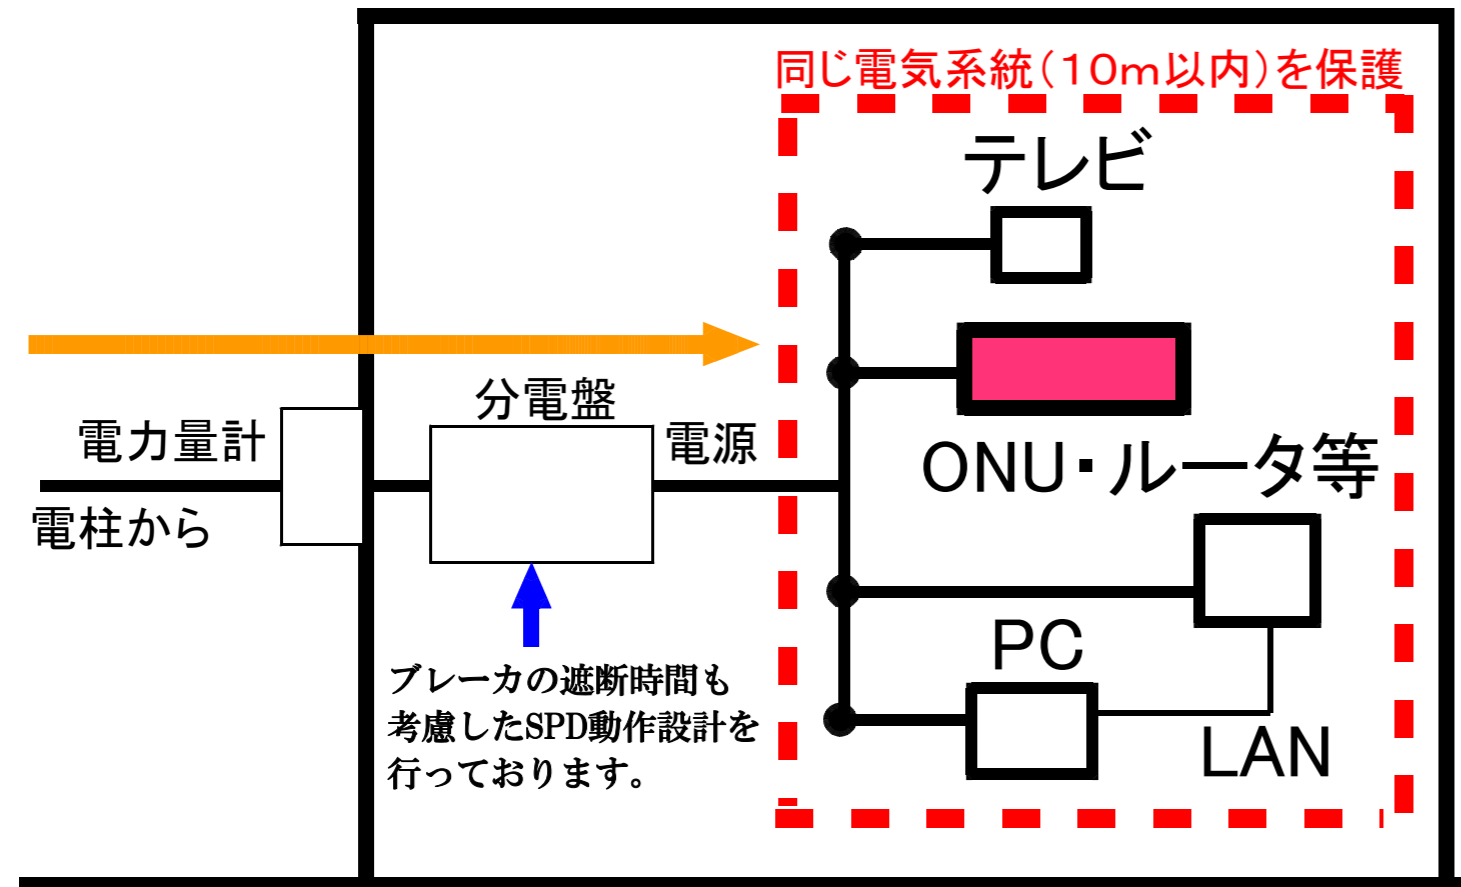 同じ電気系統(10m以内)を保護
テレビ
分電盤
電力量計
電源
ONU・ルータ等
電柱から
PC
ブレーカの遮断時間も
考慮したSPD動作設計を
行っております。
LAN